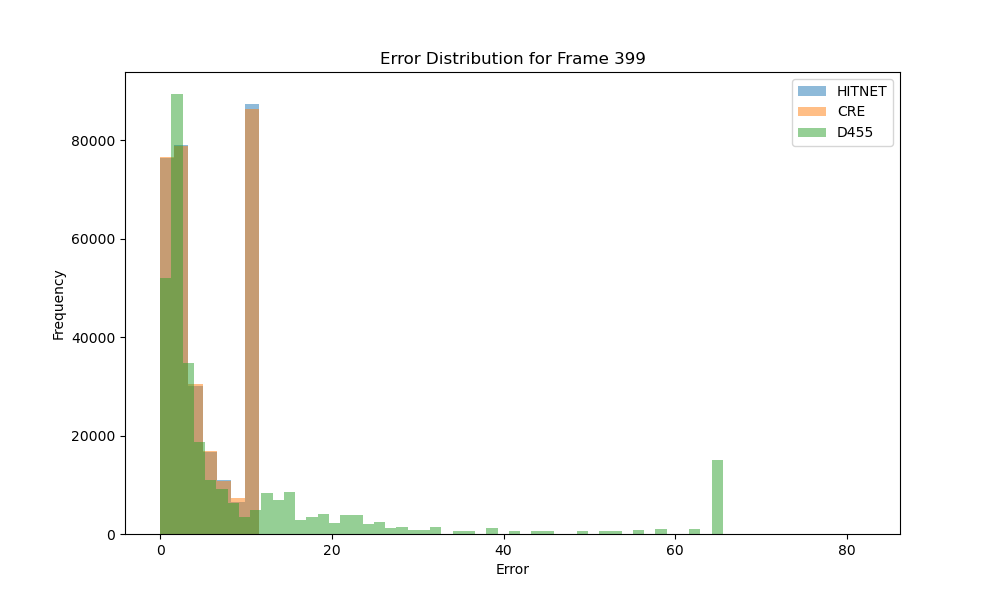 Error Distribution for Frame 399
HITNET
CRE
D455
80000
60000
40000
20000
0
Frequency
0 20 40 60 80
Error